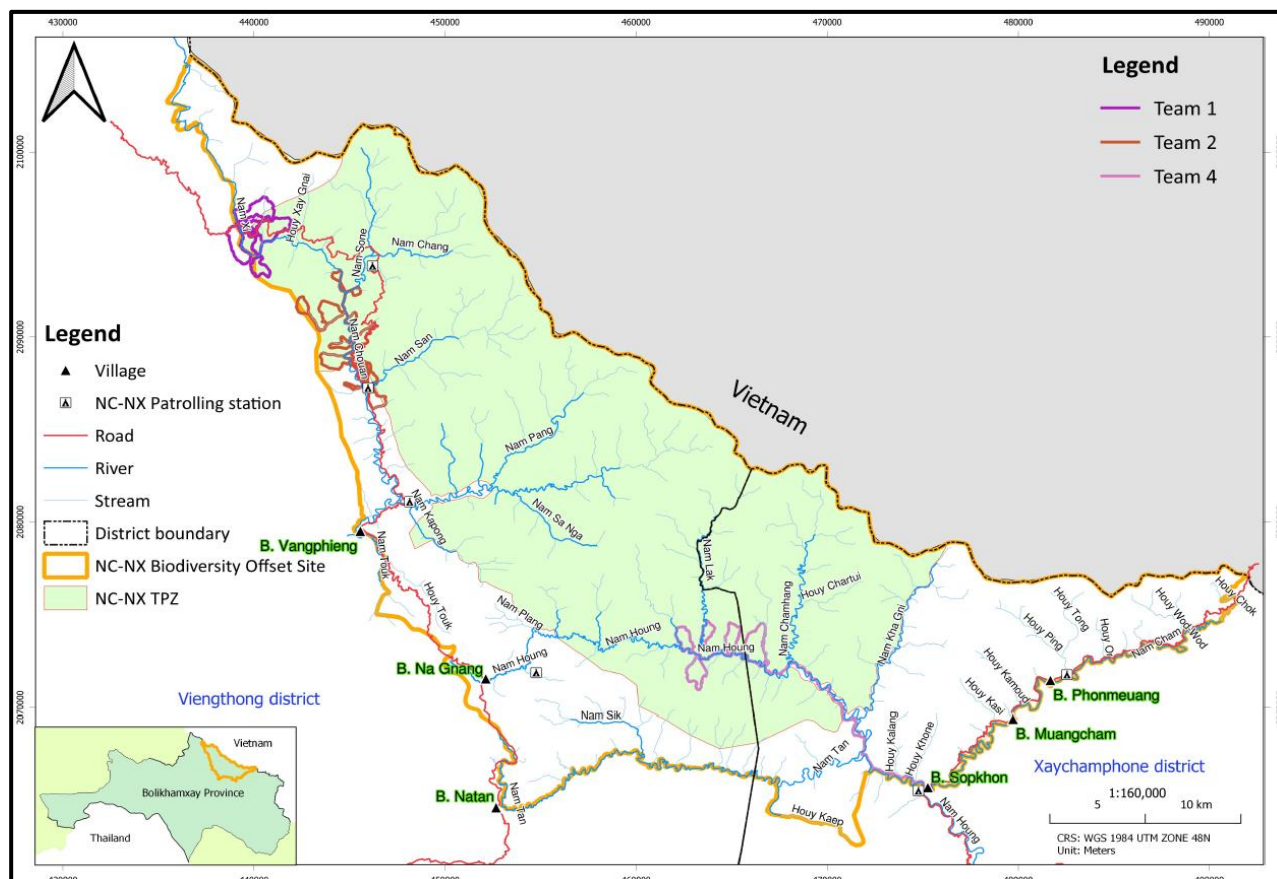 430000
440000
450000
460000
470000
480000
490000
Legend
Team 1
Team 2
Team 4
2100000
2090000
2080000
2070000
Nam Xi
Houy Xay Gnai
Nam Sone
Nam Chang
Nam Chouan
Nam San
Vietnam
Legend
Village
NC-NX Patrolling station
Road
River
Stream
District boundary
NC-NX Biodiversity Offset Site
NC-NX TPZ
Nam Pang
Nam Sa Nga
Nam Kapong
B. Vangphieng
Nam Touk
Houy Touk
Nam Piang
Nam Houng
Nam Lak
Nam Houng
Nam Chamhang
Houy Chartui
Nam Kha Gni
Houy Chok
Houy Wod-Wod
Houy Tong
Houy Ping
Nam Cham
Houy Kamoud
Houy Kasi
B. Phonmeuang
B. Muangcham
B. Na Gnang
Nam Houng
Viengthong district
Nam Sik
Nam Tan
Houy Kalang
Houy Khone
B. Sopkhon
Xaychamphone district
B. Natan
Nam Tan
Houy Kaep
Nam Houng
1:160,000
5 10 km
CRS: WGS 1984 UTM ZONE 48N
Unit: Meters
Vietnam
Bolikhamxay Province
Thailand